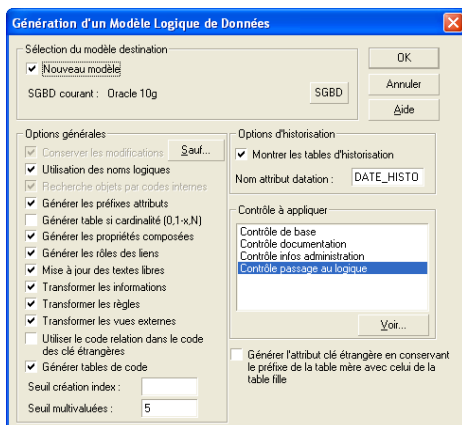 Génération d'un Modèle Logique de Données
Sélection du modèle destination
Nouveau modèle
SGBD courant : Oracle 10g
SGBD
OK
Annuler
Aide
Options générales
Conserver les modifications
Sauf...
Utilisation des noms logiques
Recherche objets par codes internes
Générer les préfixes attributs
Générer table si cardinalité (0,1-x,N)
Générer les propriétés composées
Générer les rôles des liens
Mise à jour des textes libres
Transformer les informations
Transformer les règles
Transformer les vues externes
Utiliser le code relation dans le code
des clé étrangères
Générer tables de code
Seuil création index :
Seuil multivaluées : 5
Options d'historisation
Montrer les tables d'historisation
Nom attribut datation : DATE_HISTO
Contrôle à appliquer
Contrôle de base
Contrôle documentation
Contrôle infos administration
Contrôle passage au logique
Voir...
Générer l'attribut clé étrangère en conservant
le préfixe de la table mère avec celui de la
table fille